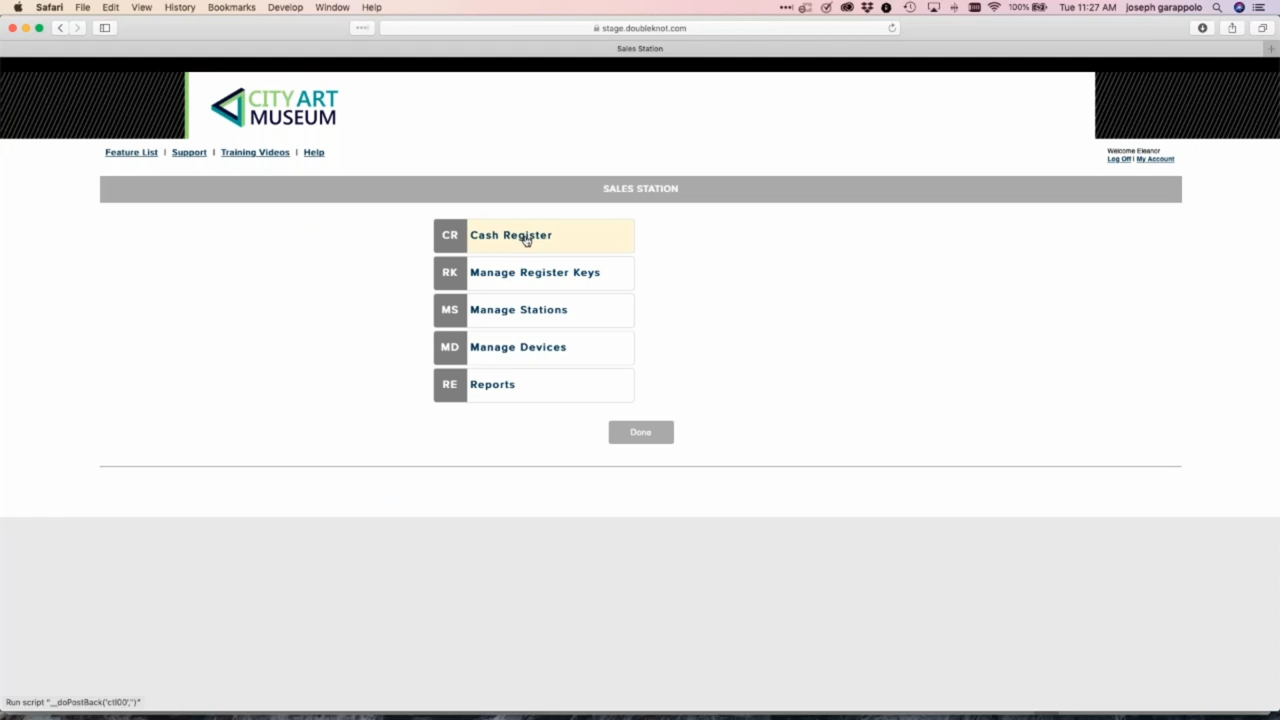 Safari File Edit View History Bookmarks Develop Window Help 100% Tue 11:27 AM joseph garappolo
stage.doubleknot.com
Sales Station
CITY ART
MUSEUM
Feature List | Support | Training Videos | Help
Welcome Eleanor
Log Off | My Account
SALES STATION
CR Cash Register
RK Manage Register Keys
MS Manage Stations
MD Manage Devices
RE Reports
Done
Run script "__doPostBack('ctl00','')"